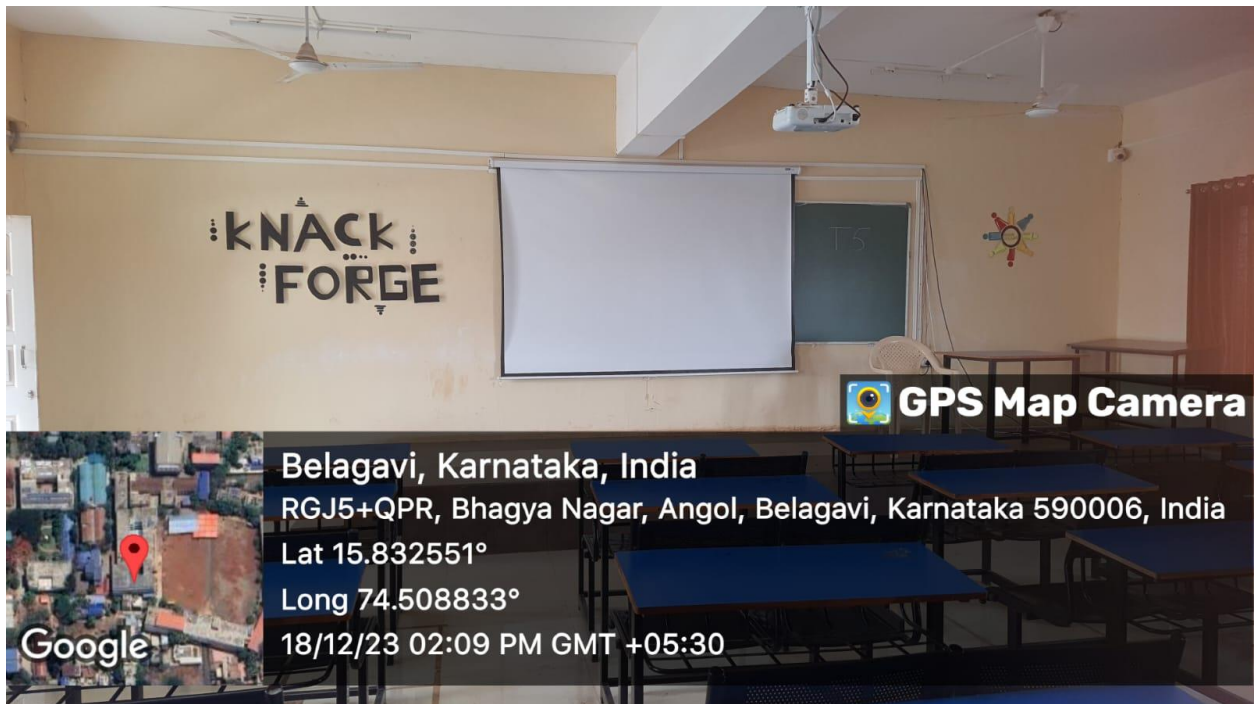 KNACK
FORGE
TS
GPS Map Camera
Belagavi, Karnataka, India
RGJ5+QPR, Bhagya Nagar, Angol, Belagavi, Karnataka 590006, India
Lat 15.832551°
Long 74.508833°
18/12/23 02:09 PM GMT +05:30
Google